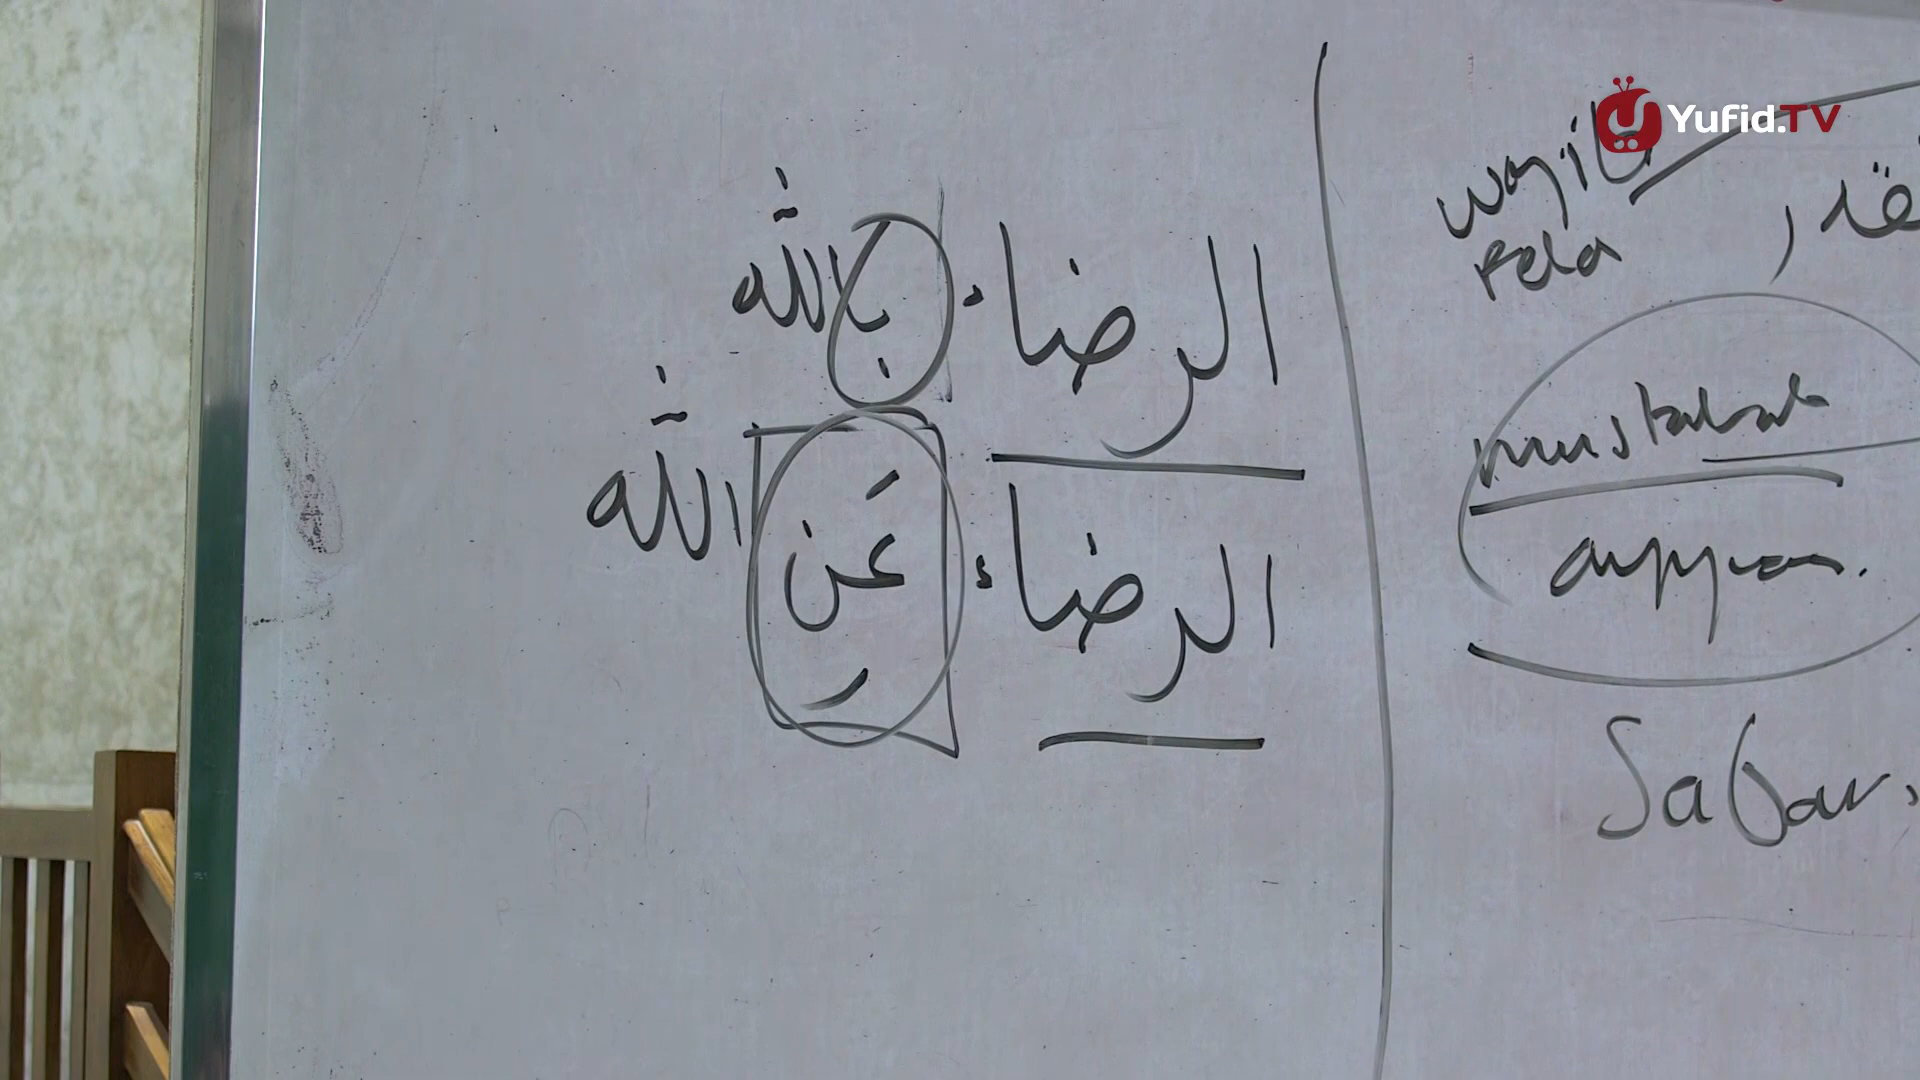 Yufid.TV
الرضاء بالله
الرضاء عن الله
wajib
rela
قدر
mustahab
Sabar,